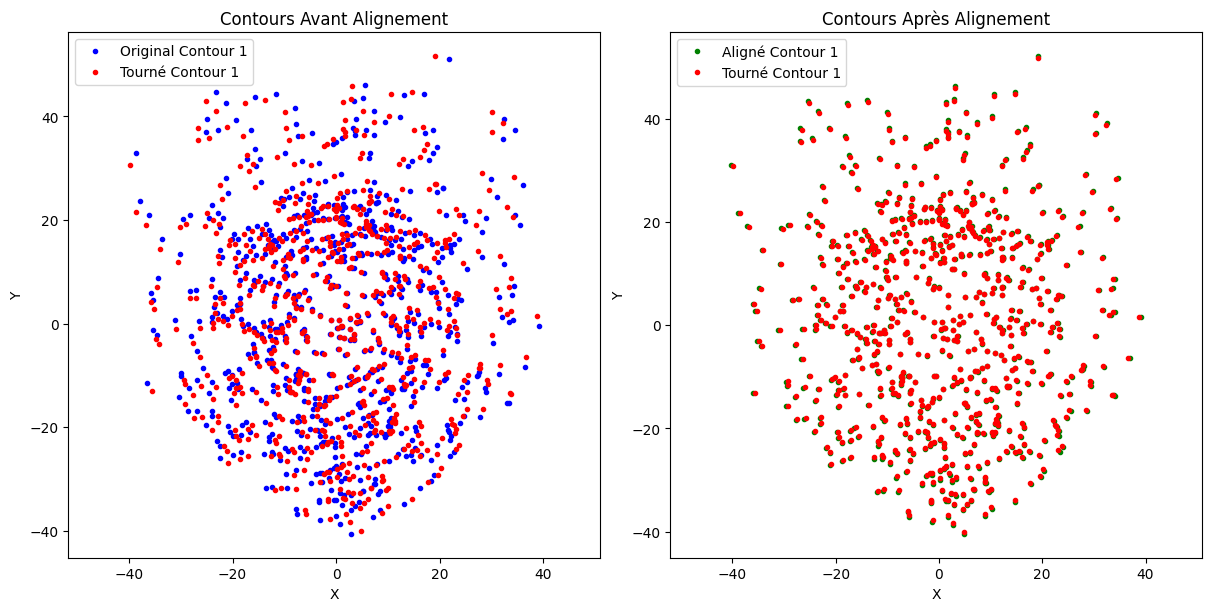 Contours Avant Alignement
Original Contour 1
Tourné Contour 1
40
20
0
−20
−40
Y
−40
−20
0
20
40
X
Contours Après Alignement
Aligné Contour 1
Tourné Contour 1
40
20
0
−20
−40
Y
−40
−20
0
20
40
X